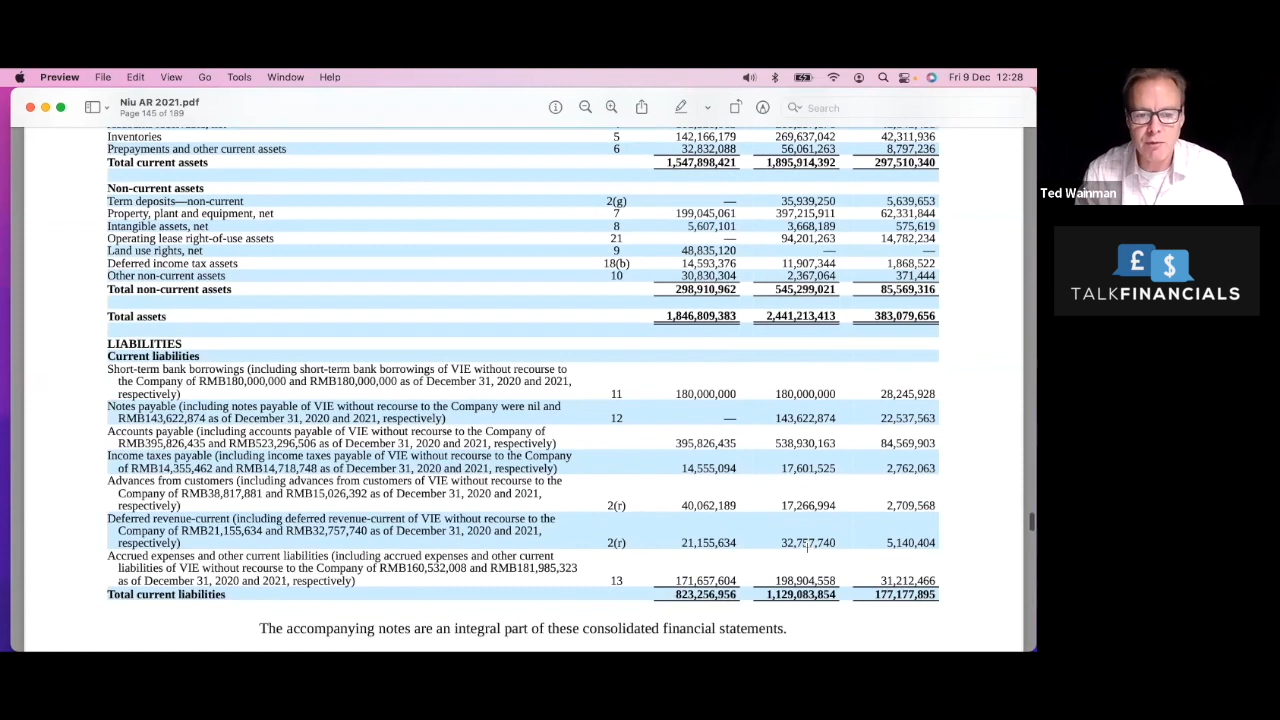 Preview File Edit View Go Tools Window Help Fri 9 Dec 12:28
Niu AR 2021.pdf
Page 145 of 189
Search
Inventories 5 142,166,179 269,637,042 42,311,936
Prepayments and other current assets 6 32,832,088 56,061,263 8,797,236
Total current assets 1,547,898,421 1,895,914,392 297,510,340
Non-current assets
Term deposits—non-current 2(g) — 35,939,250 5,639,653
Property, plant and equipment, net 7 199,045,061 397,215,911 62,331,844
Intangible assets, net 8 5,607,101 3,668,189 575,619
Operating lease right-of-use assets 21 — 94,201,263 14,782,234
Land use rights, net 9 48,835,120 — —
Deferred income tax assets 18(b) 14,593,376 11,907,344 1,868,522
Other non-current assets 10 30,830,304 2,367,064 371,444
Total non-current assets 298,910,962 545,299,021 85,569,316
Total assets 1,846,809,383 2,441,213,413 383,079,656
LIABILITIES
Current liabilities
Short-term bank borrowings (including short-term bank borrowings of VIE without recourse to
the Company of RMB180,000,000 and RMB180,000,000 as of December 31, 2020 and 2021,
respectively) 11 180,000,000 180,000,000 28,245,928
Notes payable (including notes payable of VIE without recourse to the Company were nil and
RMB143,622,874 as of December 31, 2020 and 2021, respectively) 12 — 143,622,874 22,537,563
Accounts payable (including accounts payable of VIE without recourse to the Company of
RMB395,826,435 and RMB523,296,506 as of December 31, 2020 and 2021, respectively) 395,826,435 538,930,163 84,569,903
Income taxes payable (including income taxes payable of VIE without recourse to the Company
of RMB14,355,462 and RMB14,718,748 as of December 31, 2020 and 2021, respectively) 14,555,094 17,601,525 2,762,063
Advances from customers (including advances from customers of VIE without recourse to the
Company of RMB38,817,881 and RMB15,026,392 as of December 31, 2020 and 2021,
respectively) 2(r) 40,062,189 17,266,994 2,709,568
Deferred revenue-current (including deferred revenue-current of VIE without recourse to the
Company of RMB21,155,634 and RMB32,757,740 as of December 31, 2020 and 2021,
respectively) 2(r) 21,155,634 32,757,740 5,140,404
Accrued expenses and other current liabilities (including accrued expenses and other current
liabilities of VIE without recourse to the Company of RMB160,532,008 and RMB181,985,323
as of December 31, 2020 and 2021, respectively) 13 171,657,604 198,904,558 31,212,466
Total current liabilities 823,256,956 1,129,083,854 177,177,895
The accompanying notes are an integral part of these consolidated financial statements.
Ted Wainman
£ $
TALKFINANCIALS